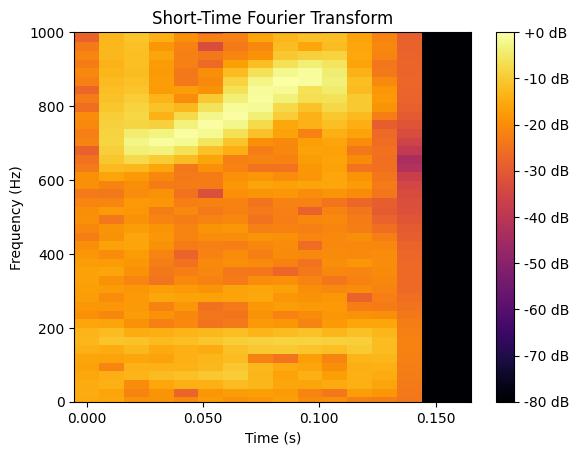 Short-Time Fourier Transform
1000
800
600
400
200
0
Frequency (Hz)
0.000
0.050
0.100
0.150
Time (s)
+0 dB
-10 dB
-20 dB
-30 dB
-40 dB
-50 dB
-60 dB
-70 dB
-80 dB